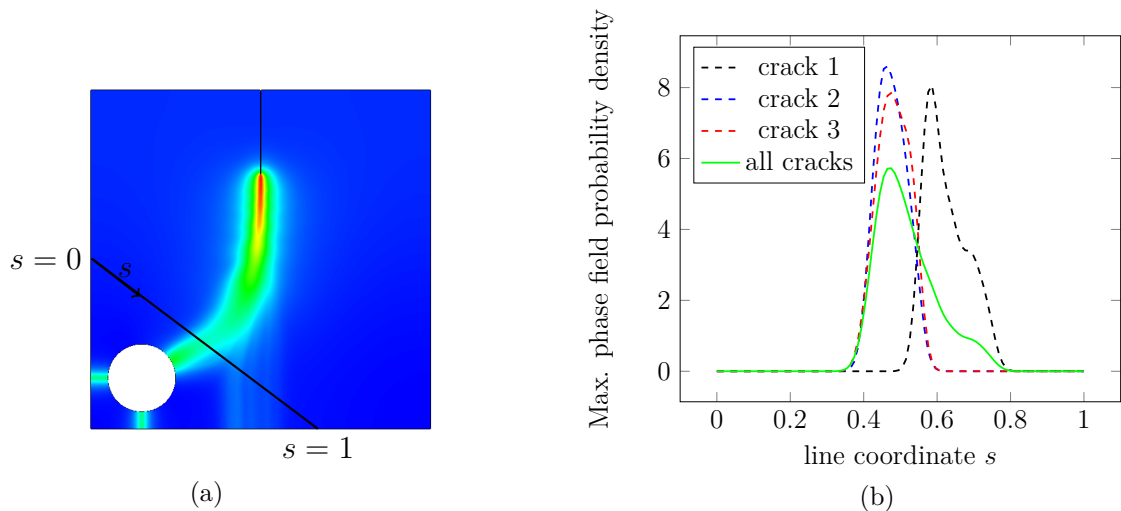 s = 0
s
s = 1
(a)
Max. phase field probability density
crack 1
crack 2
crack 3
all cracks
8
6
4
2
0
0 0.2 0.4 0.6 0.8 1
line coordinate s
(b)